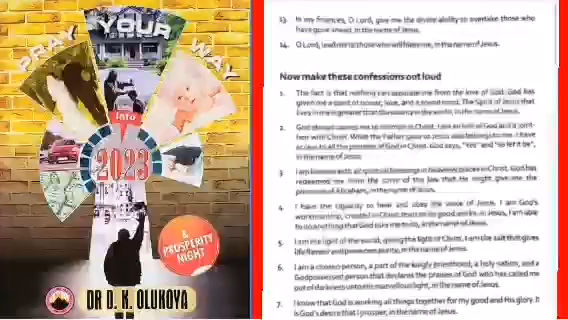 PRAY YOUR WAY
Into
2023
& PROSPERITY
NIGHT
DR D. K. OLUKOYA
13. In my finances, O Lord, give me the divine ability to overtake those who
have gone ahead, in the name of Jesus.
14. O Lord, lead me to those who will bless me, in the name of Jesus.
Now make these confessions out loud
1. The fact is that nothing can separate me from the love of God. God has
given me a spirit of power, love, and a sound mind. The Spirit of Jesus that
lives in me is greater than the enemy in the world, in the name of Jesus.
2. God always causes me to triumph in Christ. I am an heir of God and a joint-
heir with Christ. While the Father gave to Jesus also belong to me. I have
access to all the promises of God in Christ. God says, "Yes" and "so let it be",
in the name of Jesus.
3. I am blessed with all spiritual blessings in heavenly places in Christ. God has
redeemed me from the curse of the law that He might give me the
promises of Abraham, in the name of Jesus.
4. I have the capacity to hear and obey the voice of Jesus. I am God's
workmanship, created in Christ Jesus to do good works. In Jesus, I am able
to do anything that God asks me to do, in the name of Jesus.
5. I am the light of the world, giving the light of Christ. I am the salt that gives
life flavour and preserves purity, in the name of Jesus.
6. I am a chosen person, a part of the kingly priesthood, a holy nation, and a
God possessed person that declares the praises of God who has called me
out of darkness unto His marvellous light, in the name of Jesus.
7. I know that God is working all things together for my good and His glory. It
is God's desire that I prosper, in the name of Jesus.